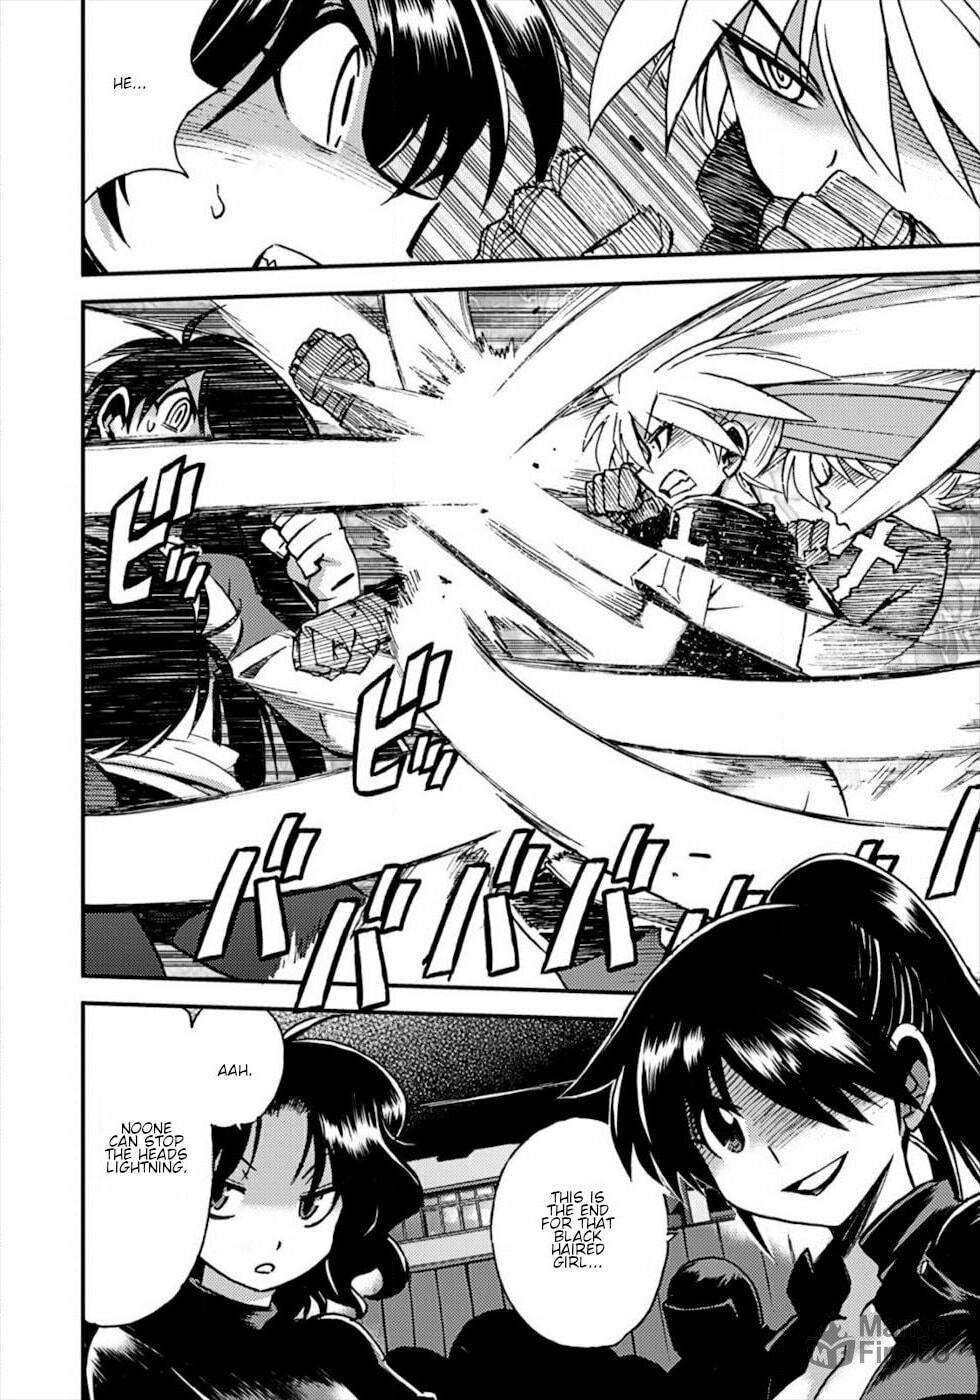 HE...
ビッ
ビッ
ババババババ
THIS IS
THE END
FOR THAT
BLACK
HAIRED
GIRL...
AAH.
NOONE
CAN STOP
THE HEADS
LIGHTNING.